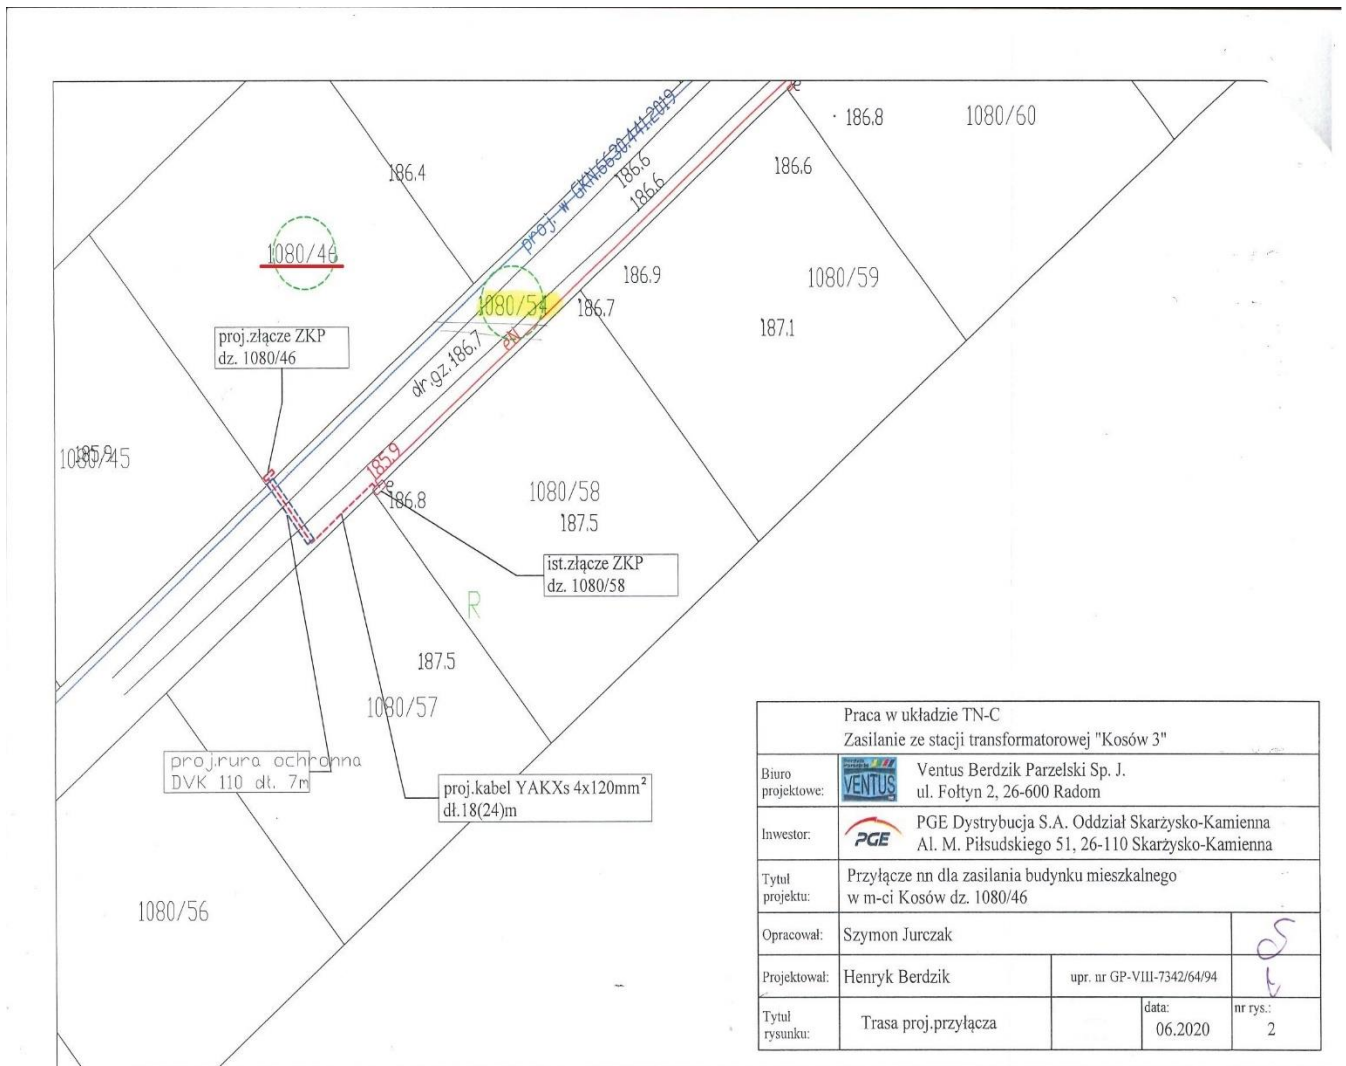 proj. w GKN.6630.441.2019
186.8
1080/60
186.4
186.6
186.6
186.6
1080/46
186.9
1080/59
1080/54
186.7
187.1
proj.złącze ZKP
dz. 1080/46
eN
dr.gz.186.7
1080/45
185.9
185.9
186.8
1080/58
187.5
ist.złącze ZKP
dz. 1080/58
R
187.5
1080/57
proj.rura ochronna
DVK 110 dł. 7m
proj.kabel YAKXs 4x120mm²
dł.18(24)m
1080/56
Praca w układzie TN-C
Zasilanie ze stacji transformatorowej "Kosów 3"
Biuro
projektowe:
VENTUS
Ventus Berdzik Parzelski Sp. J.
ul. Fołtyn 2, 26-600 Radom
Inwestor:
PGE
PGE Dystrybucja S.A. Oddział Skarżysko-Kamienna
Al. M. Piłsudskiego 51, 26-110 Skarżysko-Kamienna
Tytuł
projektu:
Przyłącze nn dla zasilania budynku mieszkalnego
w m-ci Kosów dz. 1080/46
Opracował:
Szymon Jurczak
Projektował:
Henryk Berdzik
upr. nr GP-VIII-7342/64/94
Tytuł
rysunku:
Trasa proj.przyłącza
data:
06.2020
nr rys.:
2